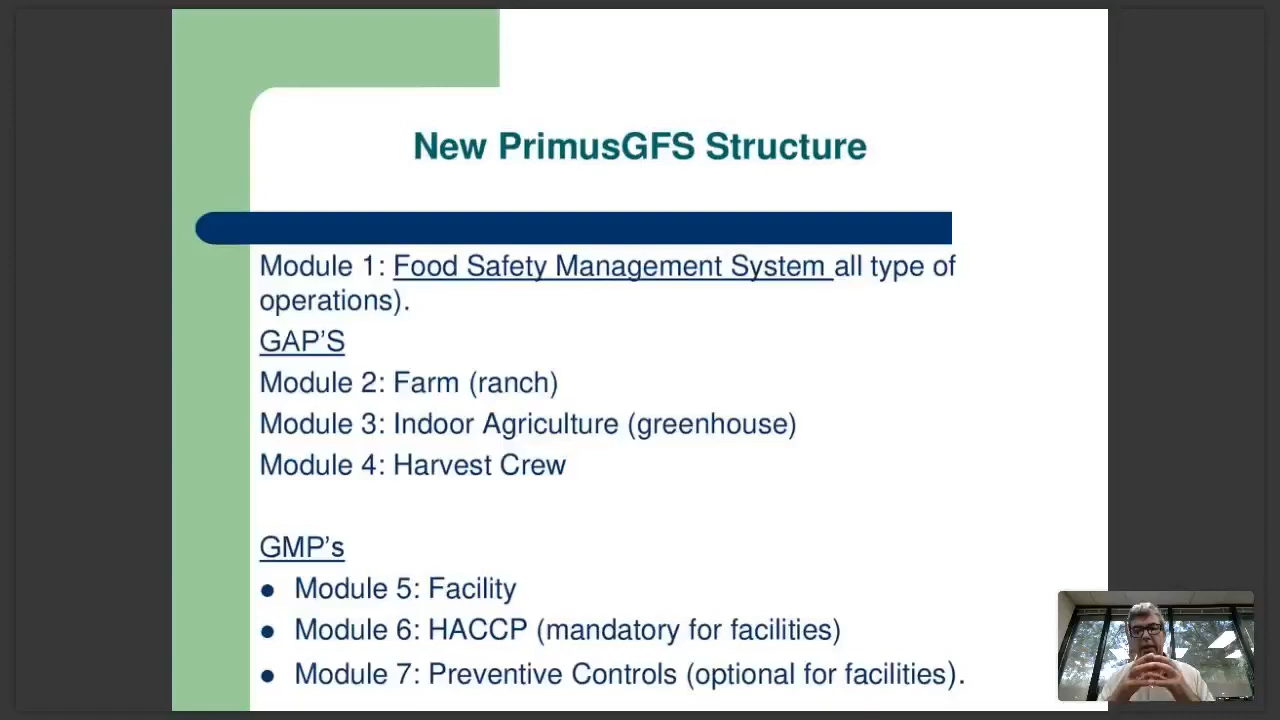 New PrimusGFS Structure
Module 1: Food Safety Management System all type of
operations).
GAP’S
Module 2: Farm (ranch)
Module 3: Indoor Agriculture (greenhouse)
Module 4: Harvest Crew
GMP’s
● Module 5: Facility
● Module 6: HACCP (mandatory for facilities)
● Module 7: Preventive Controls (optional for facilities).